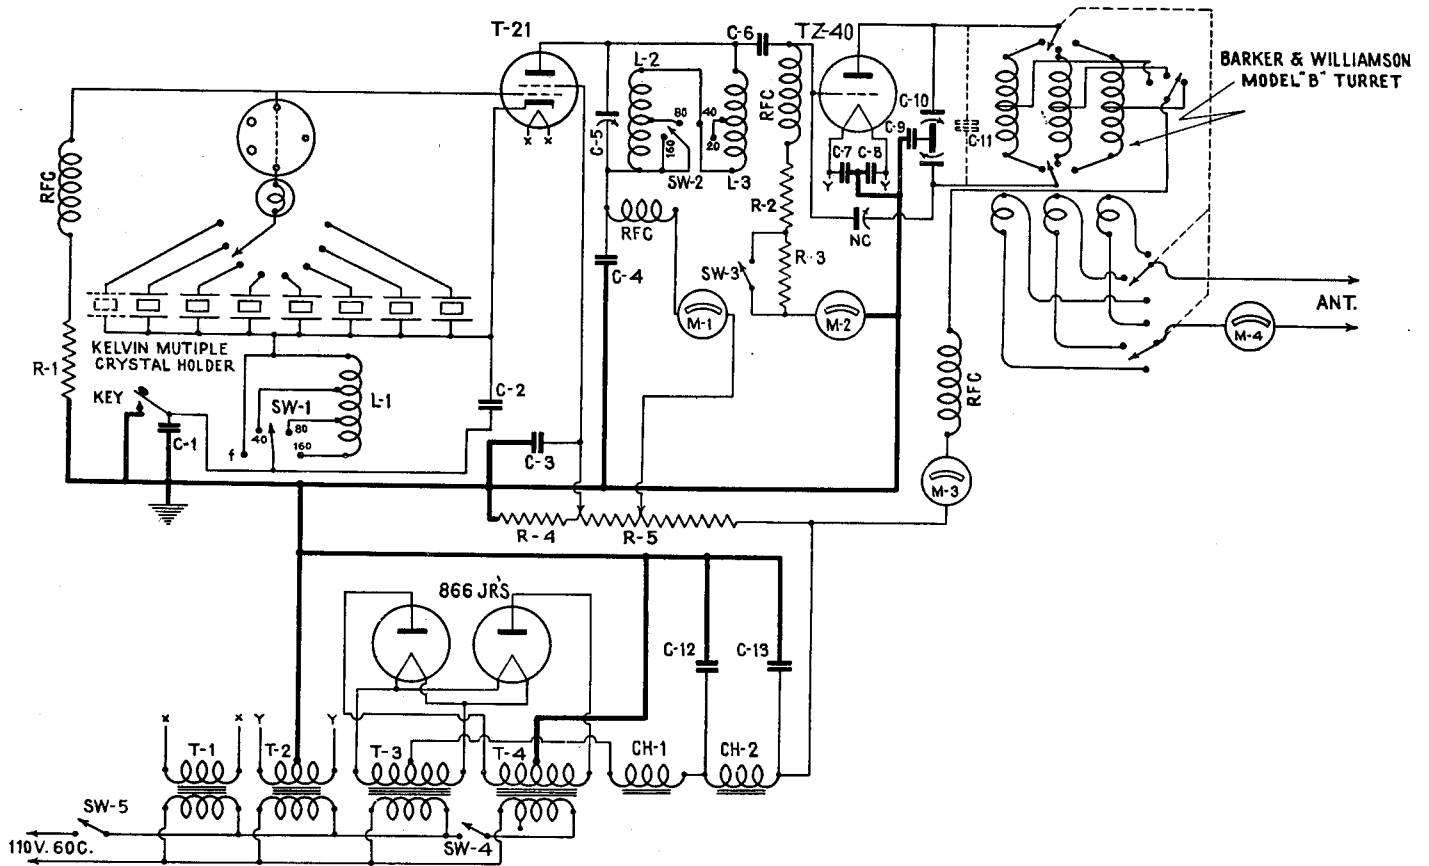 T-21
TZ-40
C-6
L-2
RFC
C-10
BARKER & WILLIAMSON
MODEL "B" TURRET
C-5
80
40
160
20
SW-2
L-3
C-9
C-7
C-8
C-11
X X
Y Y
RFC
R-2
NC
RFC
C-4
SW-3
R-3
M-1
M-2
ANT.
M-4
KELVIN MUTIPLE
CRYSTAL HOLDER
R-1
KEY
C-1
SW-1
40
80
160
f
L-1
C-2
C-3
RFC
M-3
R-4
R-5
866 JR'S
C-12
C-13
X X Y Y
T-1
T-2
T-3
T-4
CH-1
CH-2
SW-5
SW-4
110V. 60C.